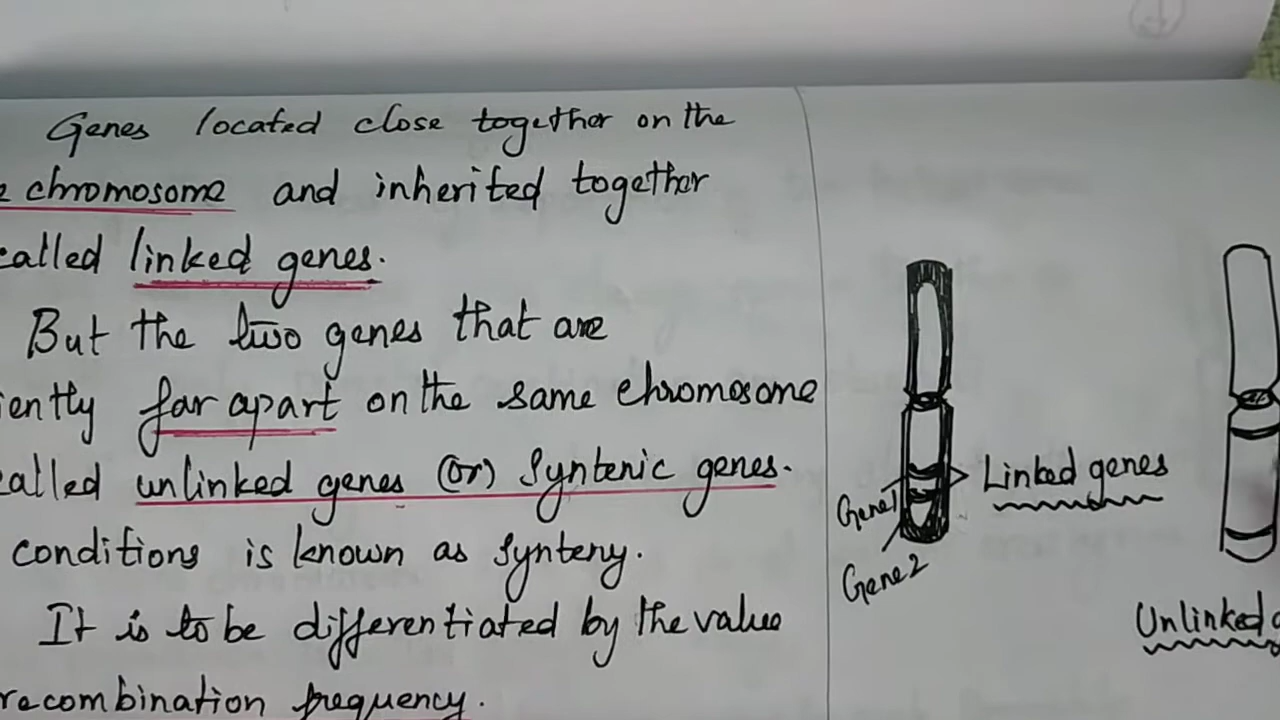 Genes located close together on the
chromosome and inherited together
called linked genes.
But the two genes that are
far apart on the same chromosome
called unlinked genes (or) Syntenic genes.
conditions is known as Synteny.
It is to be differentiated by the value
recombination frequency.
Gene1
Gene2
Linked genes
Unlinked